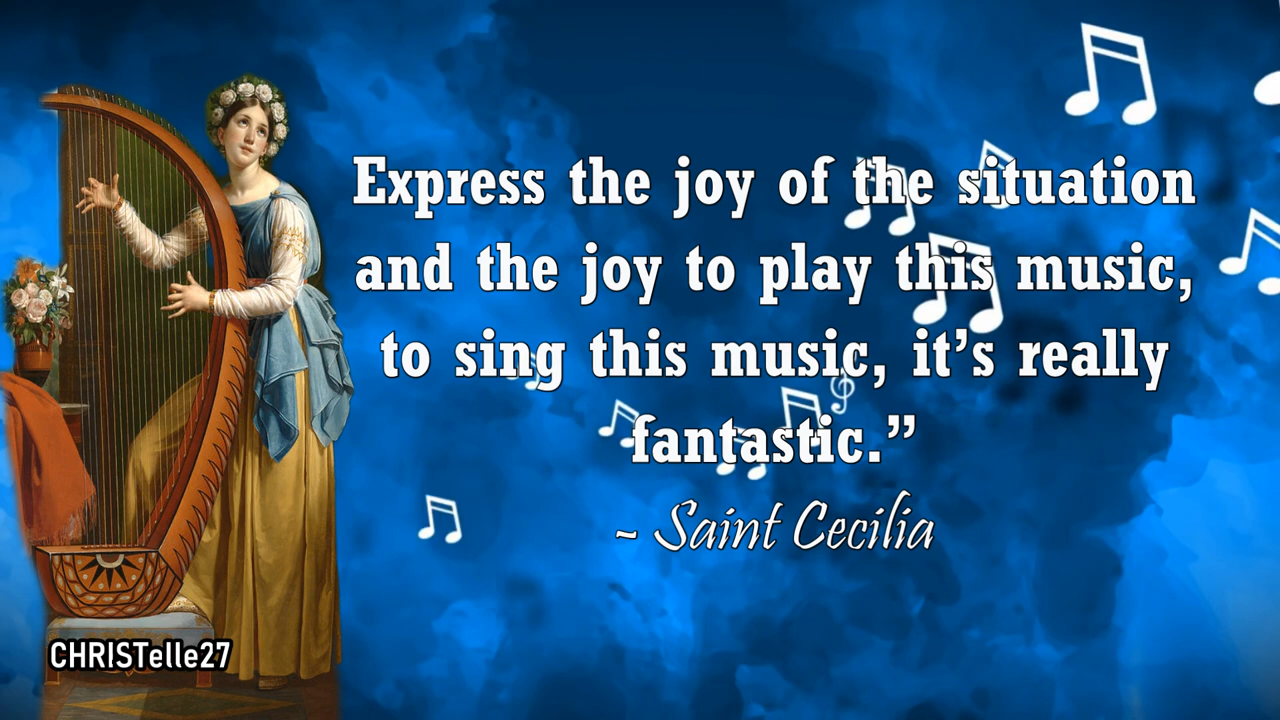 Express the joy of the situation
and the joy to play this music,
to sing this music, it’s really
fantastic.”
~ Saint Cecilia
CHRISTelle27